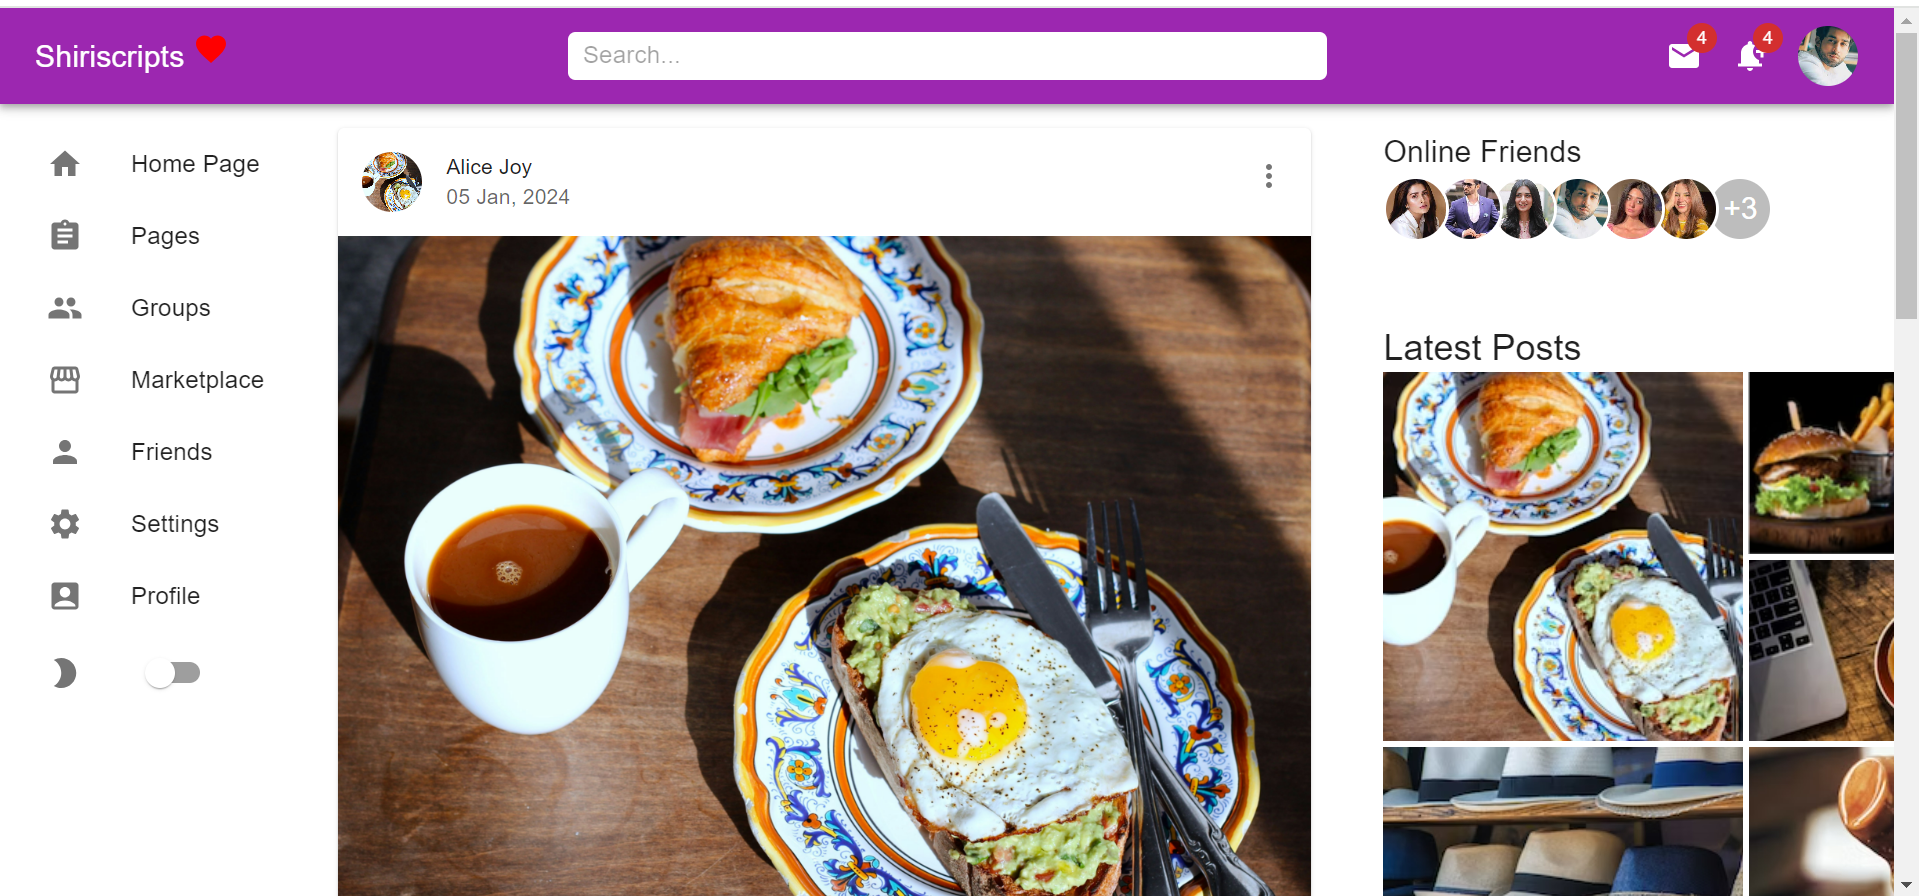 Shiriscripts
Search...
4
4
Home Page
Pages
Groups
Marketplace
Friends
Settings
Profile
Alice Joy
05 Jan, 2024
Online Friends
+3
Latest Posts